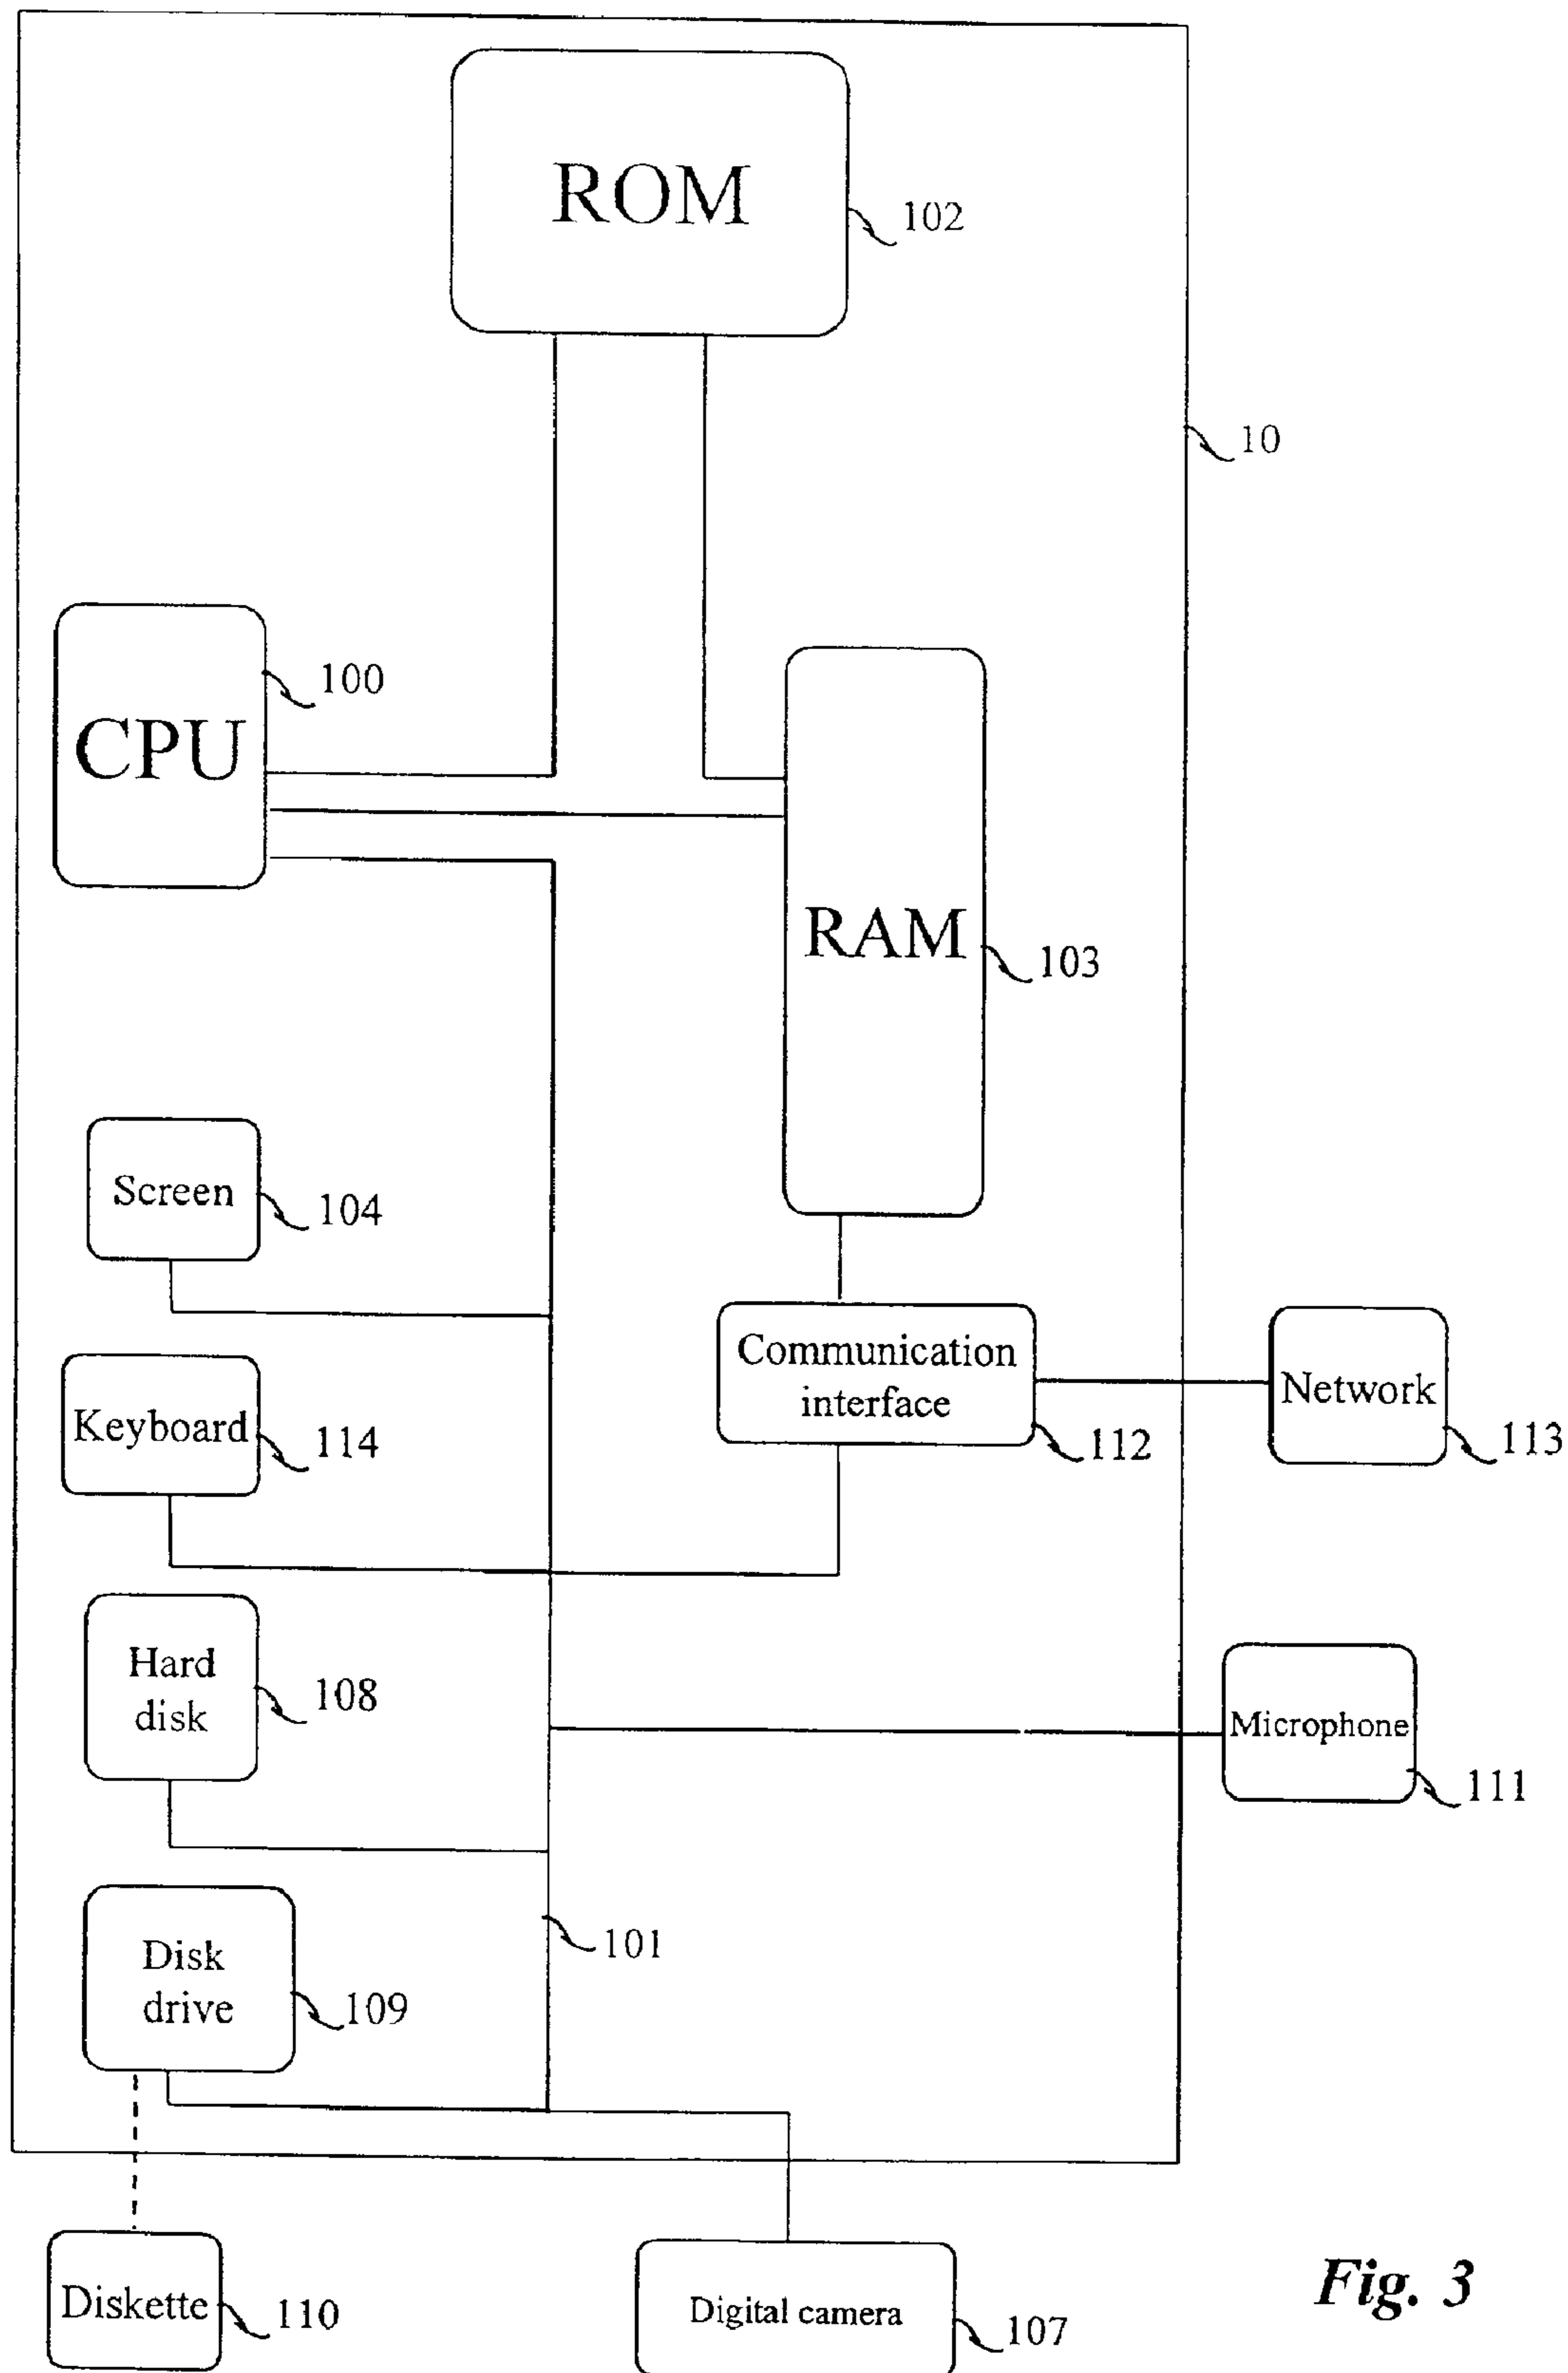 ROM
102
10
100
CPU
RAM
103
Screen
104
Communication
interface
112
Network
113
Keyboard
114
Hard
disk
108
Microphone
111
101
Disk
drive
109
Diskette
110
Digital camera
107
Fig. 3